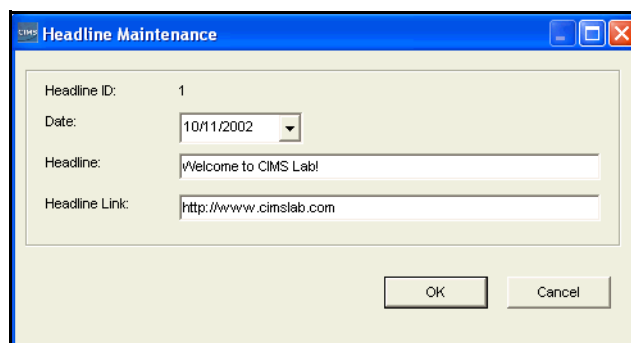 CIMS Headline Maintenance
Headline ID: 1
Date: 10/11/2002
Headline: Welcome to CIMS Lab!
Headline Link: http://www.cimslab.com
OK Cancel